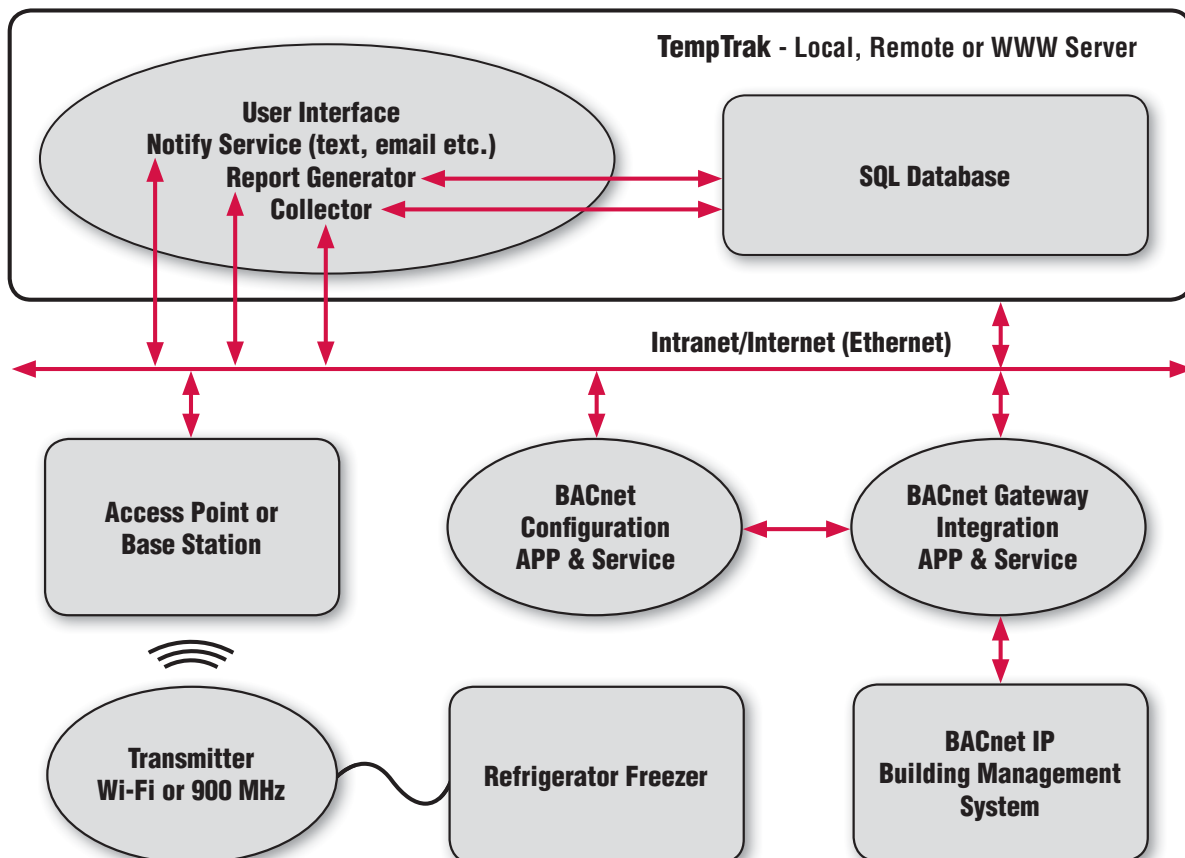 TempTrak - Local, Remote or WWW Server
User Interface
Notify Service (text, email etc.)
Report Generator
Collector
SQL Database
Intranet/Internet (Ethernet)
Access Point or
Base Station
BACnet
Configuration
APP & Service
BACnet Gateway
Integration
APP & Service
Transmitter
Wi-Fi or 900 MHz
Refrigerator Freezer
BACnet IP
Building Management
System